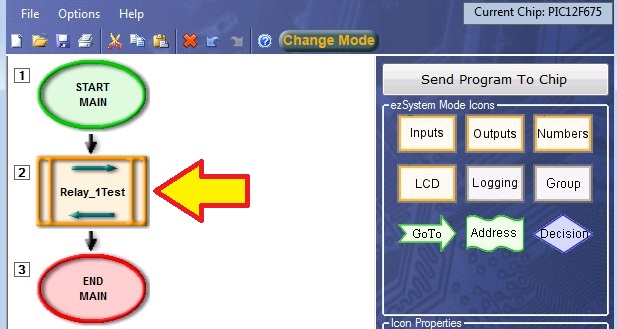 File Options Help
Current Chip: PIC12F675
Change Mode
1
START
MAIN
2
Relay_1Test
3
END
MAIN
Send Program To Chip
ezSystem Mode Icons
Inputs Outputs Numbers
LCD Logging Group
GoTo Address Decision
Icon Properties